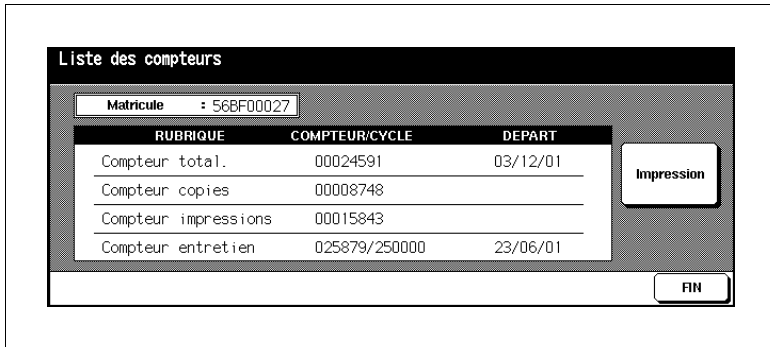 Liste des compteurs
Matricule : 56BF00027
RUBRIQUE COMPTEUR/CYCLE DEPART
Compteur total. 00024591 03/12/01
Compteur copies 00008748
Compteur impressions 00015843
Compteur entretien 025879/250000 23/06/01
Impression
FIN